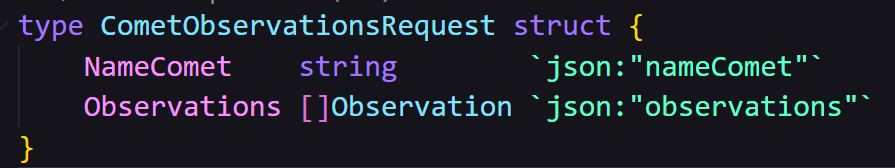 type CometObservationsRequest struct {
    NameComet    string        `json:"nameComet"`
    Observations []Observation `json:"observations"`
}